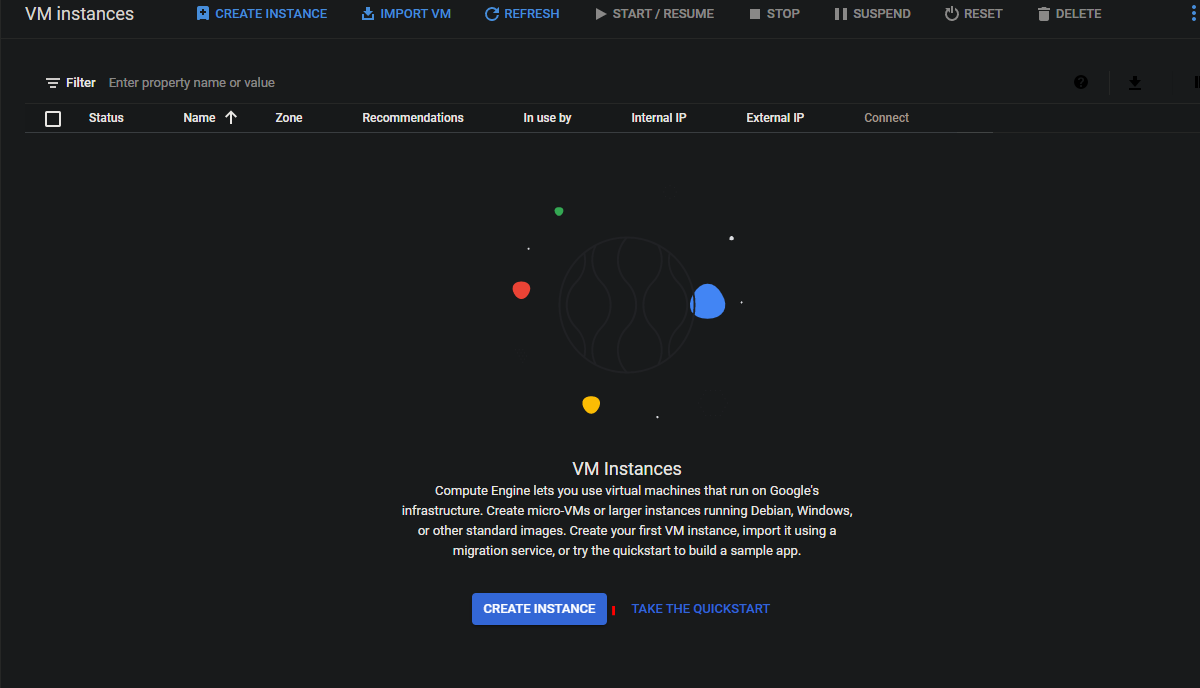 VM instances CREATE INSTANCE IMPORT VM REFRESH START / RESUME STOP SUSPEND RESET DELETE
Filter Enter property name or value
Status Name Zone Recommendations In use by Internal IP External IP Connect
VM Instances
Compute Engine lets you use virtual machines that run on Google's
infrastructure. Create micro-VMs or larger instances running Debian, Windows,
or other standard images. Create your first VM instance, import it using a
migration service, or try the quickstart to build a sample app.
CREATE INSTANCE TAKE THE QUICKSTART